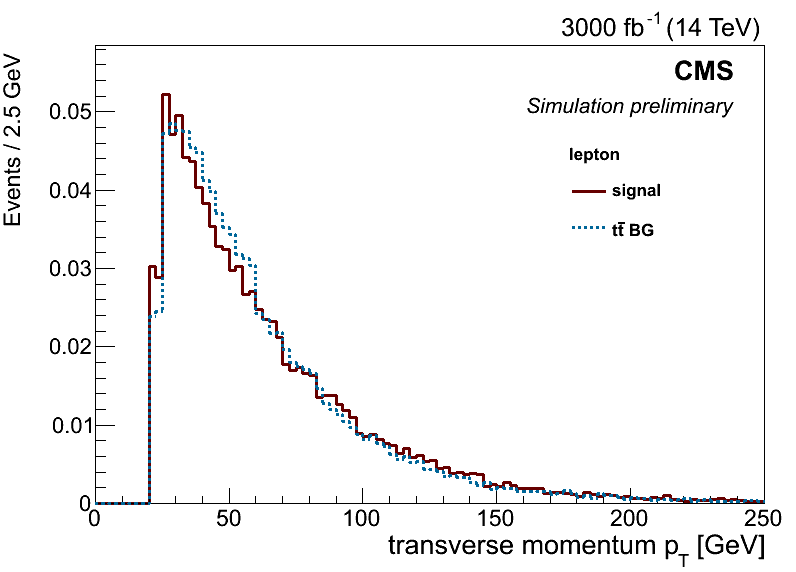 3000 fb⁻¹ (14 TeV)
CMS
Simulation preliminary
lepton
signal
tt̄ BG
Events / 2.5 GeV
0.05
0.04
0.03
0.02
0.01
0
0 50 100 150 200 250
transverse momentum p_T [GeV]